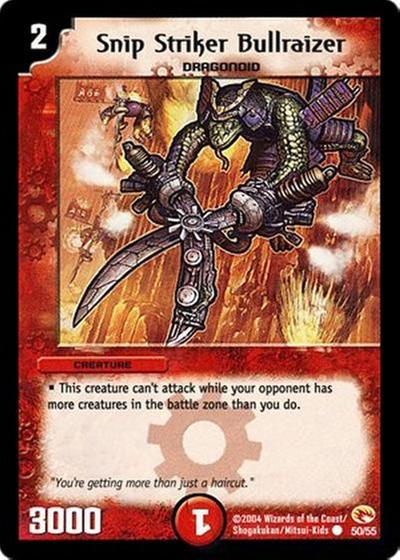 2
Snip Striker Bullraizer
DRAGONOID
CREATURE
▪ This creature can't attack while your opponent has
more creatures in the battle zone than you do.
"You're getting more than just a haircut."
3000
1
©2004 Wizards of the Coast/
Shogakukan/Mitsui-Kids
50/55